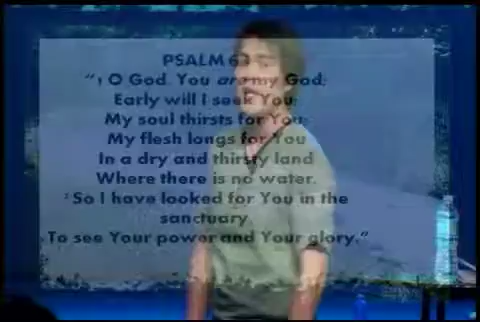 PSALM 63
"1 O God, You are my God;
Early will I seek You;
My soul thirsts for You;
My flesh longs for You
In a dry and thirsty land
Where there is no water.
2 So I have looked for You in the
sanctuary
To see Your power and Your glory."